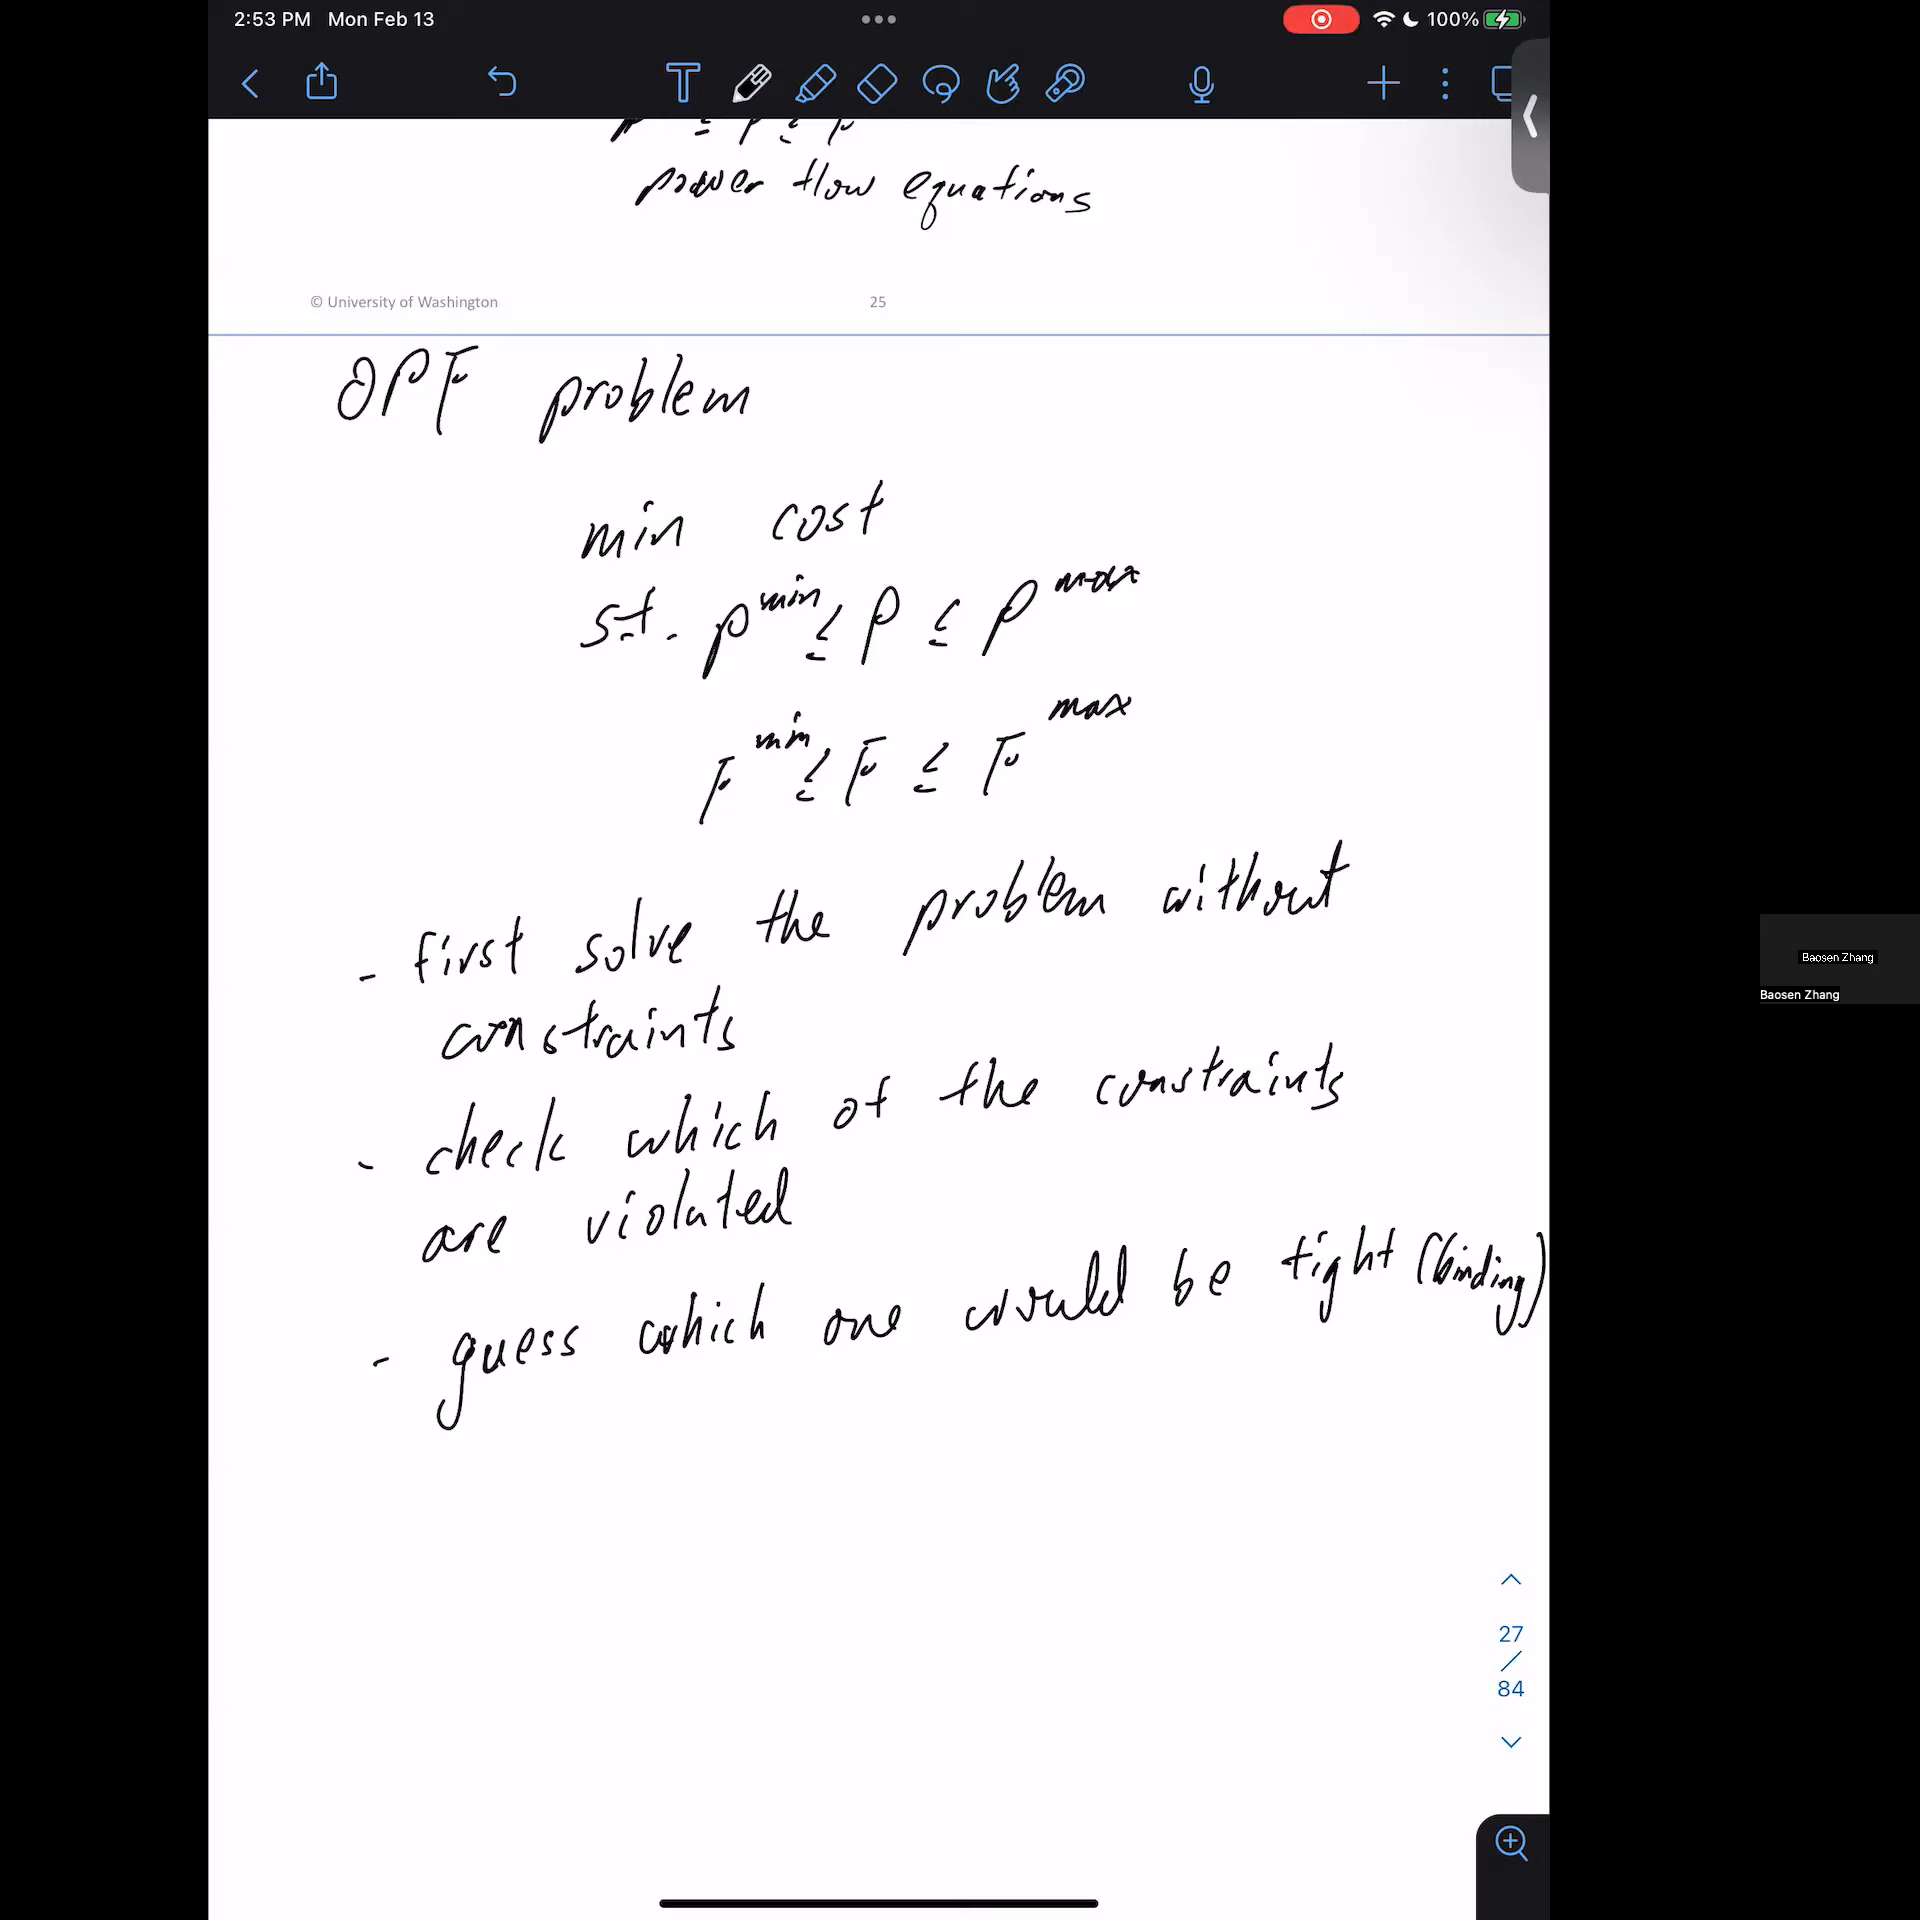 2:53 PM Mon Feb 13
100%
power flow equations
© University of Washington 25
OPF problem
min cost
s.t. P^min ≤ P ≤ P^max
F^min ≤ F ≤ F^max
- first solve the problem without
constraints
- check which of the constraints
are violated
- guess which one would be tight (binding)
Baosen Zhang
Baosen Zhang
27
/
84